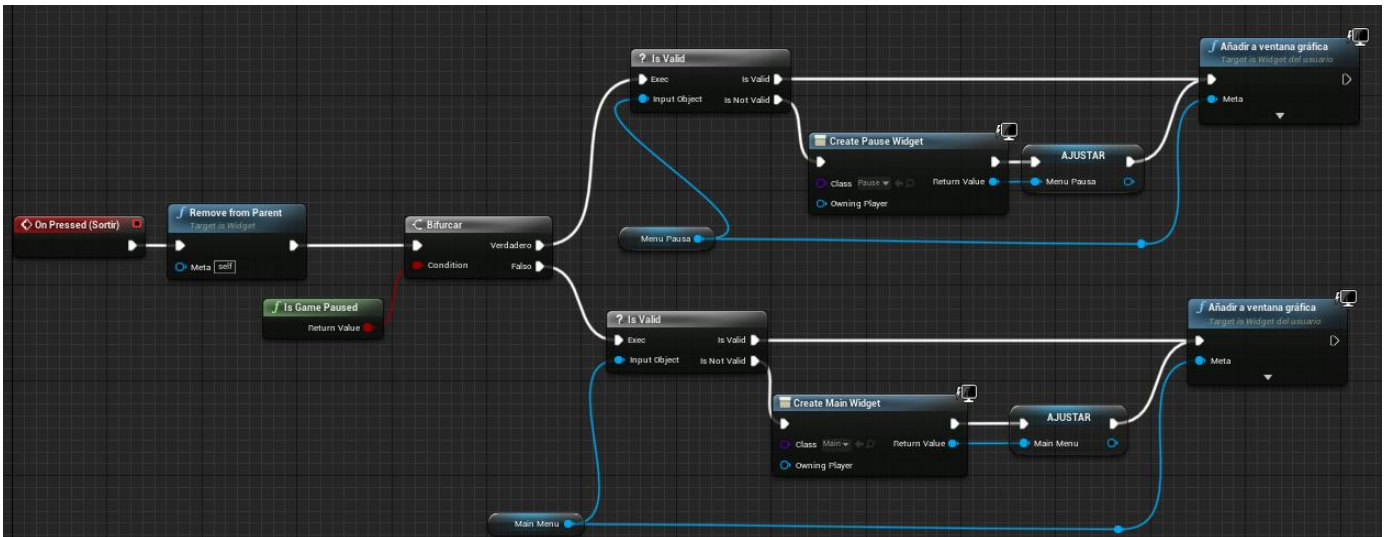 On Pressed (Sortir)
Remove from Parent
Target is Widget
Meta self
Is Game Paused
Return Value
Bifurcar
Verdadero
Condition
Falso
? Is Valid
Exec
Is Valid
Input Object
Is Not Valid
Create Pause Widget
Class Pause
Return Value
Owning Player
AJUSTAR
Menu Pausa
Menu Pausa
Añadir a ventana gráfica
Target is Widget del usuario
Meta
? Is Valid
Exec
Is Valid
Input Object
Is Not Valid
Create Main Widget
Class Main
Return Value
Owning Player
AJUSTAR
Main Menu
Main Menu
Añadir a ventana gráfica
Target is Widget del usuario
Meta